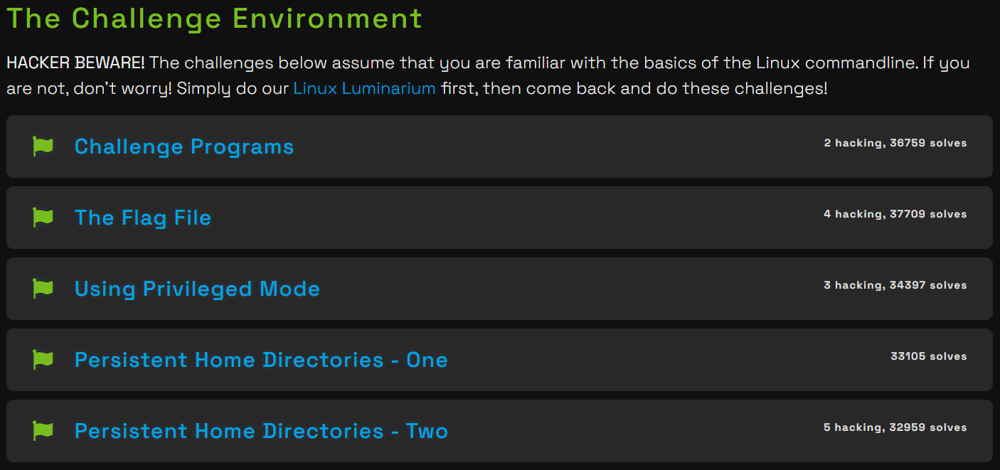 The Challenge Environment
HACKER BEWARE! The challenges below assume that you are familiar with the basics of the Linux commandline. If you
are not, don't worry! Simply do our Linux Luminarium first, then come back and do these challenges!
Challenge Programs
2 hacking, 36759 solves
The Flag File
4 hacking, 37709 solves
Using Privileged Mode
3 hacking, 34397 solves
Persistent Home Directories - One
33105 solves
Persistent Home Directories - Two
5 hacking, 32959 solves